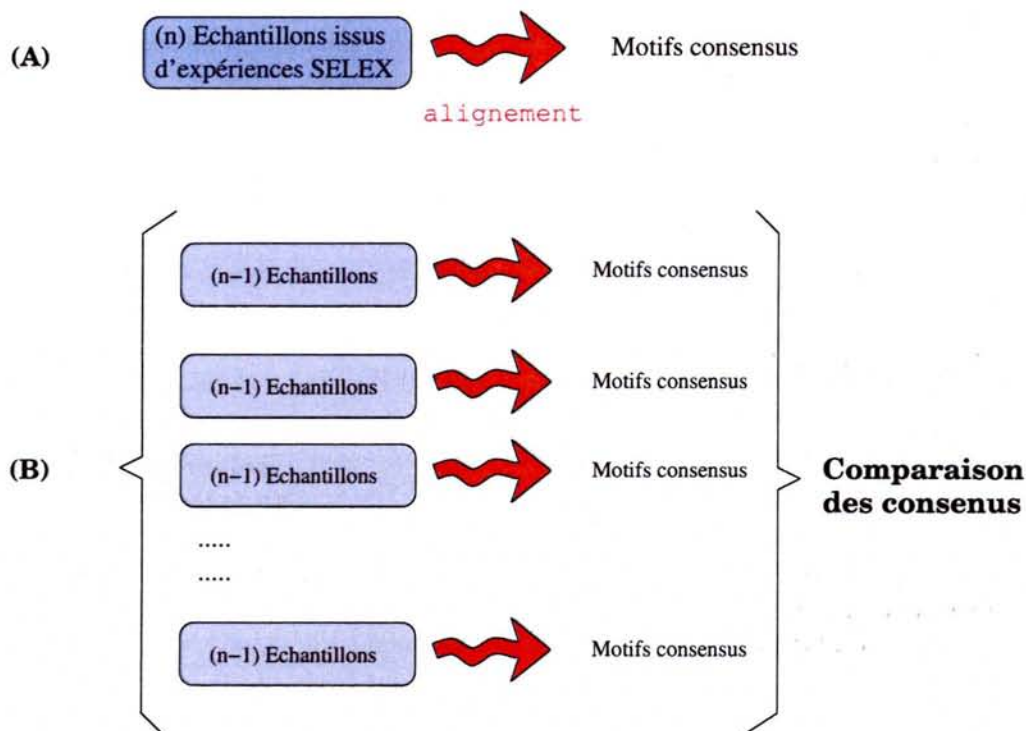 (A)
(n) Echantillons issus
d'expériences SELEX
Motifs consensus
alignement
(B)
(n−1) Echantillons
Motifs consensus
(n−1) Echantillons
Motifs consensus
(n−1) Echantillons
Motifs consensus
.....
.....
(n−1) Echantillons
Motifs consensus
Comparaison
des consenus